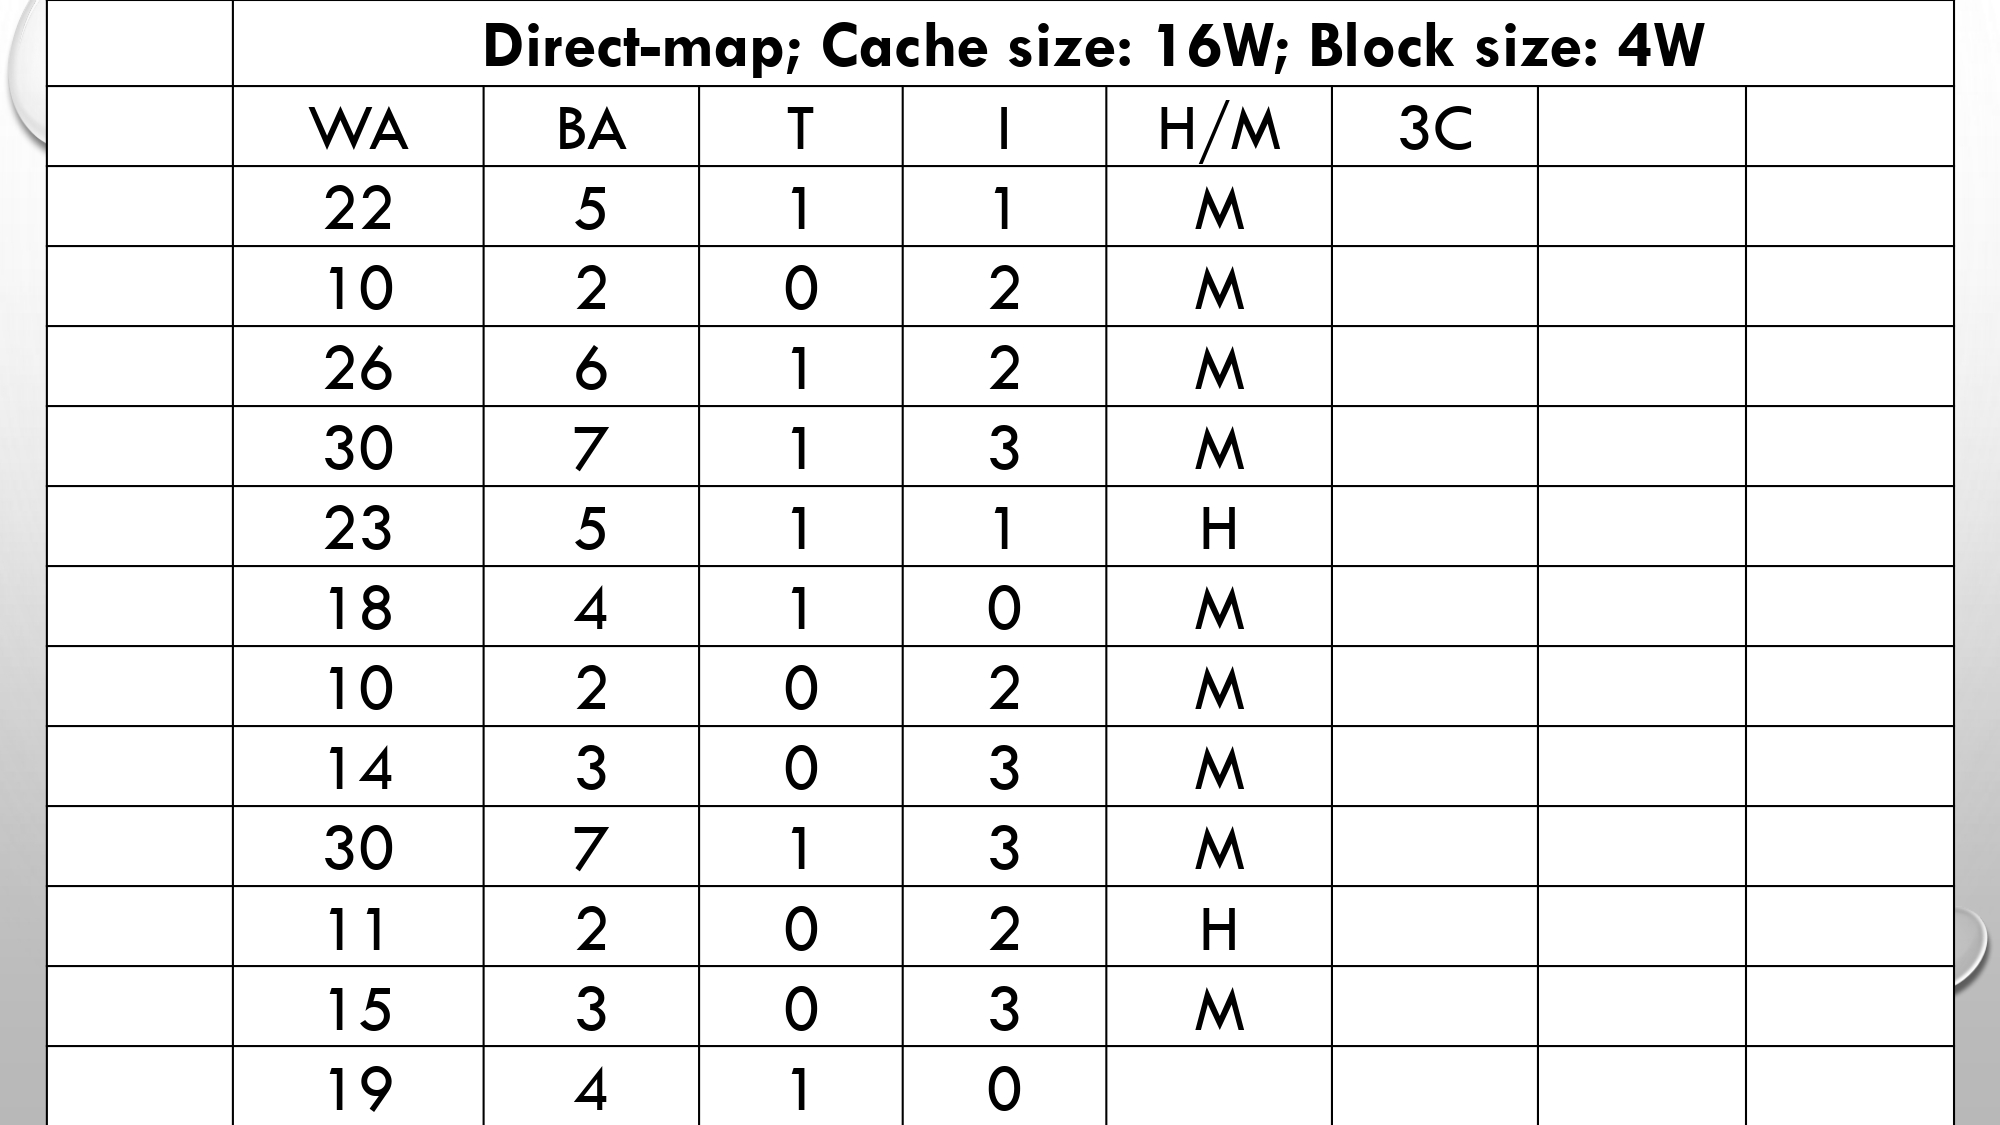 Direct-map; Cache size: 16W; Block size: 4W
WA BA T I H/M 3C
22 5 1 1 M
10 2 0 2 M
26 6 1 2 M
30 7 1 3 M
23 5 1 1 H
18 4 1 0 M
10 2 0 2 M
14 3 0 3 M
30 7 1 3 M
11 2 0 2 H
15 3 0 3 M
19 4 1 0